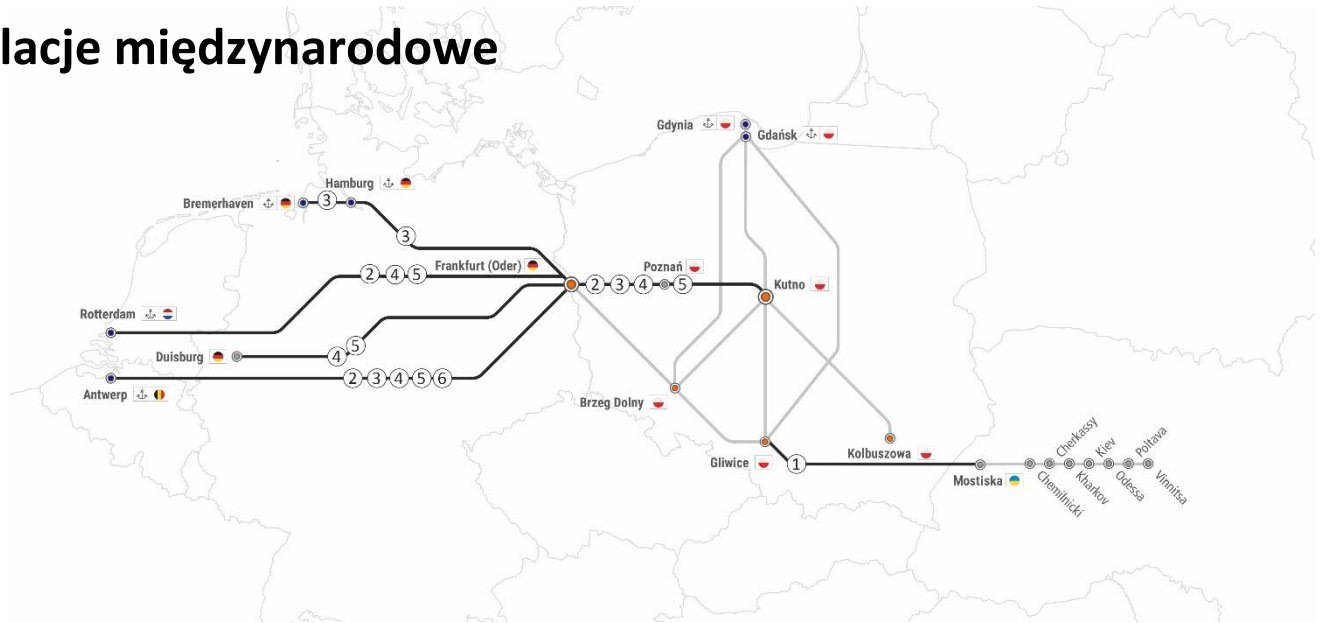 lacje międzynarodowe
Gdynia
Gdańsk
Hamburg
Bremerhaven
3
3
Frankfurt (Oder)
Poznań
2 4 5
2 3 4 5
Kutno
Rotterdam
Duisburg
5
4
Antwerp
2 3 4 5 6
Brzeg Dolny
Gliwice
1
Kolbuszowa
Mostiska
Chemilnicki
Cherkassy
Kharkov
Kiev
Odessa
Poltava
Vinnitsa